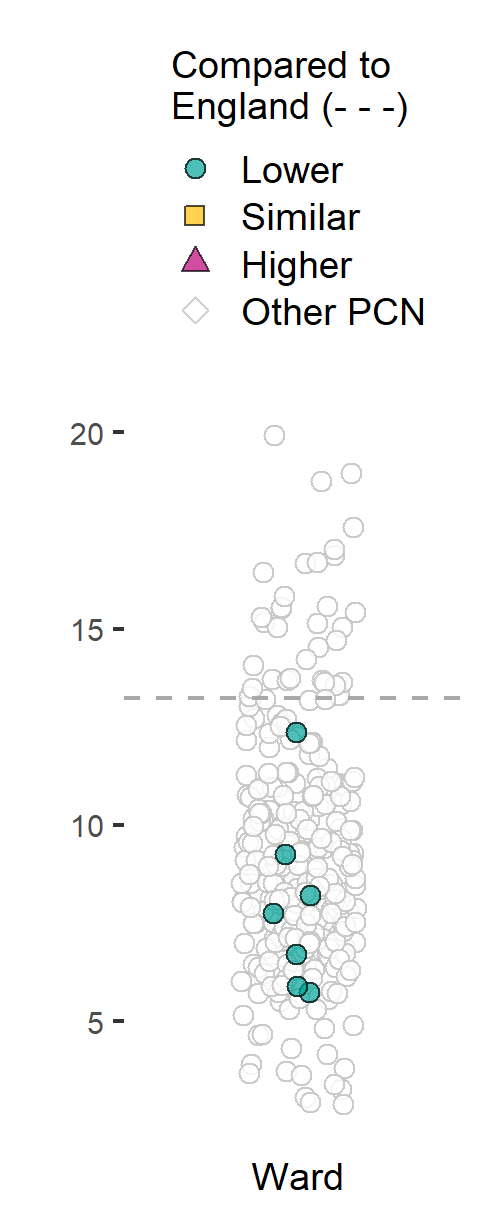 Compared to
England (- - -)
Lower
Similar
Higher
Other PCN
20
15
10
5
Ward